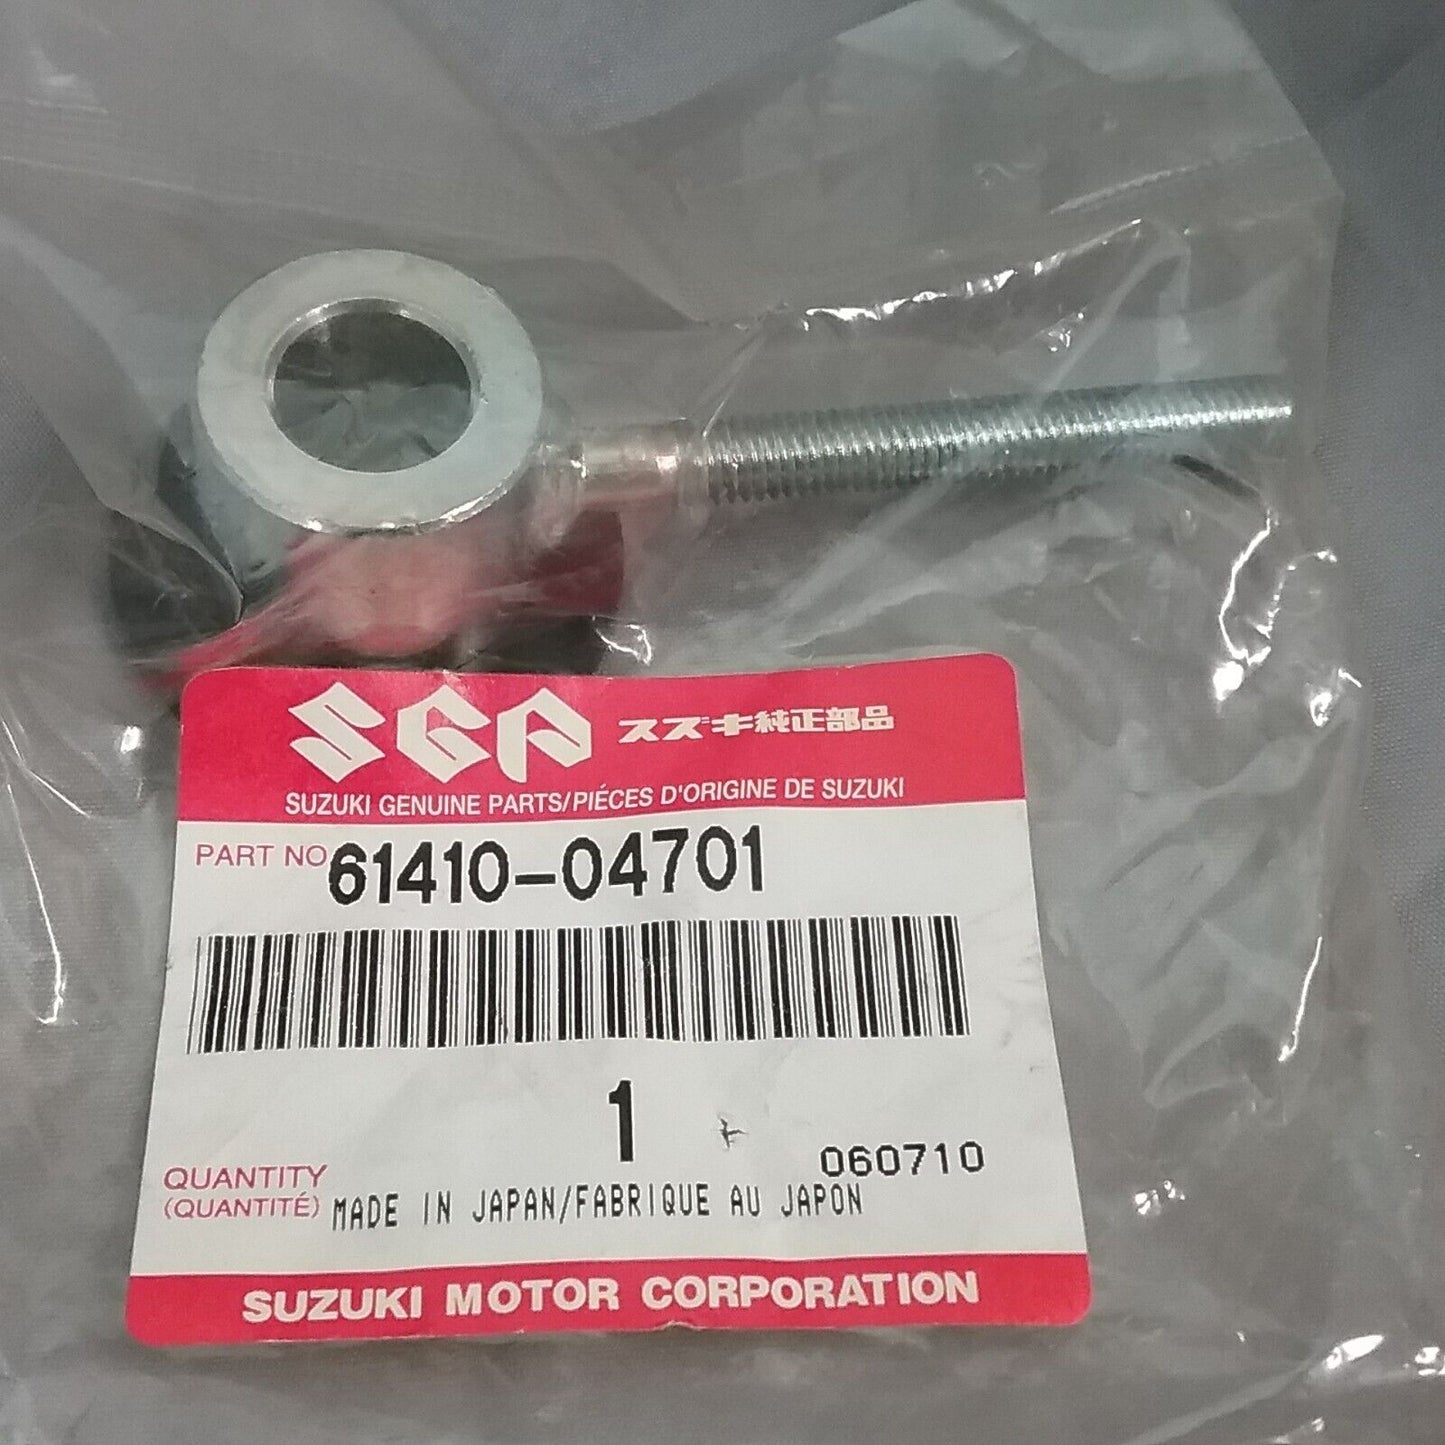 SGP スズキ純正部品
SUZUKI GENUINE PARTS/PIÉCES D'ORIGINE DE SUZUKI
PART NO 61410-04701
1
060710
QUANTITY
(QUANTITÉ) MADE IN JAPAN/FABRIQUE AU JAPON
SUZUKI MOTOR CORPORATION